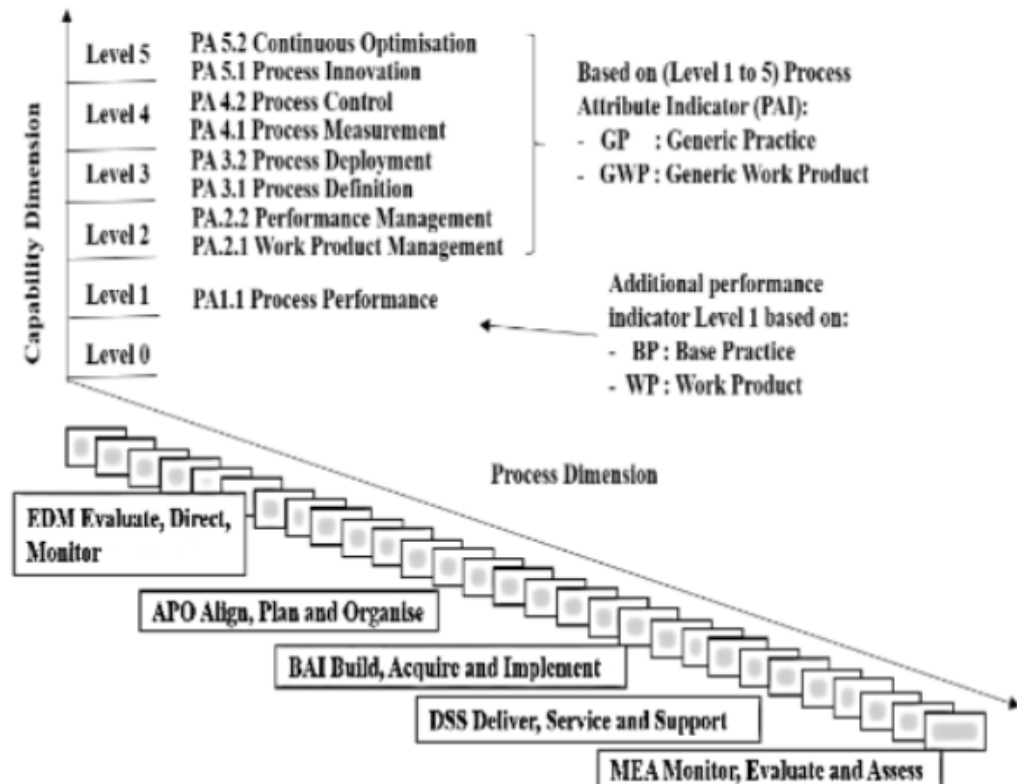 Capability Dimension
Level 5
PA 5.2 Continuous Optimisation
PA 5.1 Process Innovation
Level 4
PA 4.2 Process Control
PA 4.1 Process Measurement
Level 3
PA 3.2 Process Deployment
PA 3.1 Process Definition
Level 2
PA.2.2 Performance Management
PA.2.1 Work Product Management
Level 1
PA1.1 Process Performance
Level 0
Based on (Level 1 to 5) Process
Attribute Indicator (PAI):
- GP : Generic Practice
- GWP : Generic Work Product
Additional performance
indicator Level 1 based on:
- BP : Base Practice
- WP : Work Product
Process Dimension
EDM Evaluate, Direct,
Monitor
APO Align, Plan and Organise
BAI Build, Acquire and Implement
DSS Deliver, Service and Support
MEA Monitor, Evaluate and Assess